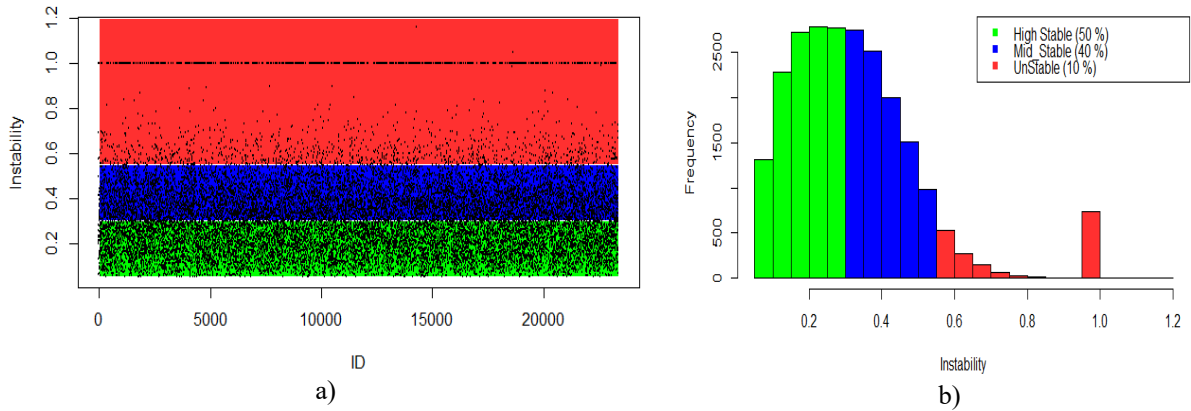 Instability
0.2 0.4 0.6 0.8 1.0 1.2
0 5000 10000 15000 20000
ID
a)
Frequency
0 500 1500 2500
High Stable (50 %)
Mid_Stable (40 %)
UnStable (10 %)
0.2 0.4 0.6 0.8 1.0 1.2
Instability
b)